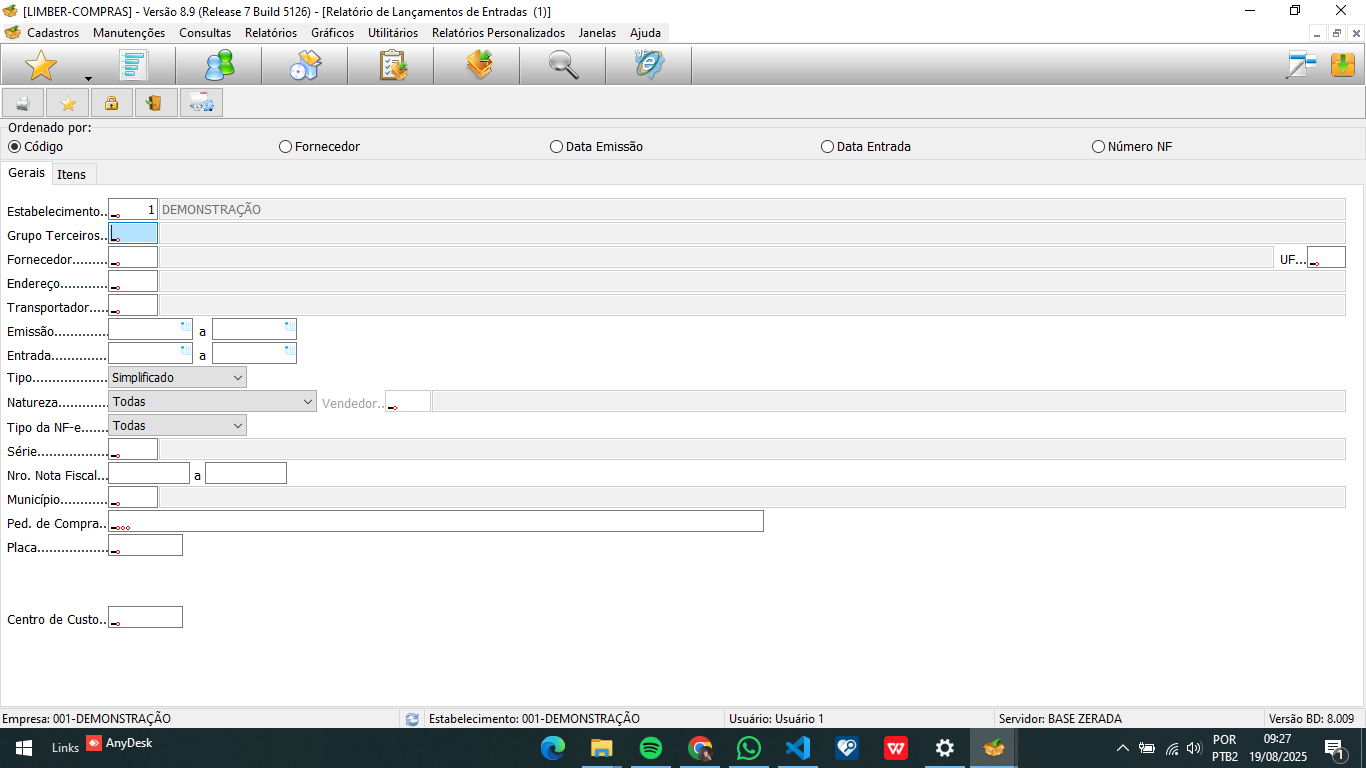 [LIMBER-COMPRAS] - Versão 8.9 (Release 7 Build 5126) - [Relatório de Lançamentos de Entradas (1)]
Cadastros Manutenções Consultas Relatórios Gráficos Utilitários Relatórios Personalizados Janelas Ajuda
Ordenado por:
Código Fornecedor Data Emissão Data Entrada Número NF
Gerais Itens
Estabelecimento.. 1 DEMONSTRAÇÃO
Grupo Terceiros..
Fornecedor......... UF...
Endereço............
Transportador.....
Emissão............. a
Entrada.............. a
Tipo................... Simplificado
Natureza............ Todas Vendedor..
Tipo da NF-e....... Todas
Série..................
Nro. Nota Fiscal... a
Município............
Ped. de Compra..
Placa..................
Centro de Custo..
Empresa: 001-DEMONSTRAÇÃO Estabelecimento: 001-DEMONSTRAÇÃO Usuário: Usuário 1 Servidor: BASE ZERADA Versão BD: 8.009
Links AnyDesk POR 09:27
PTB2 19/08/2025 1